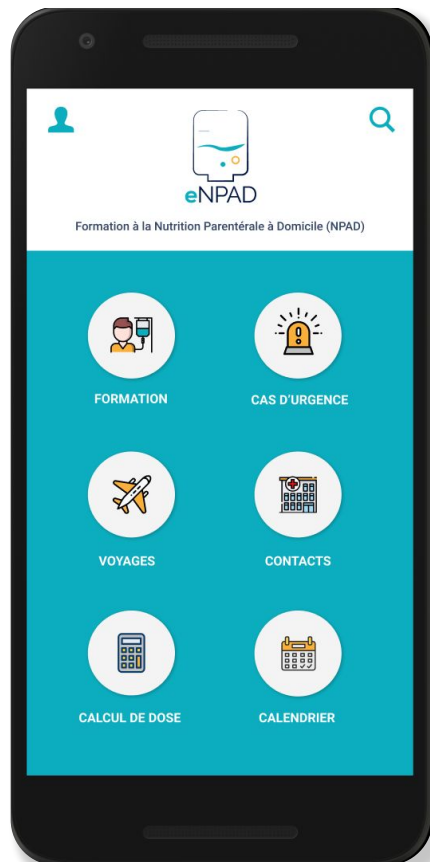 eNPAD
Formation à la Nutrition Parentérale à Domicile (NPAD)
FORMATION
CAS D'URGENCE
VOYAGES
CONTACTS
CALCUL DE DOSE
CALENDRIER